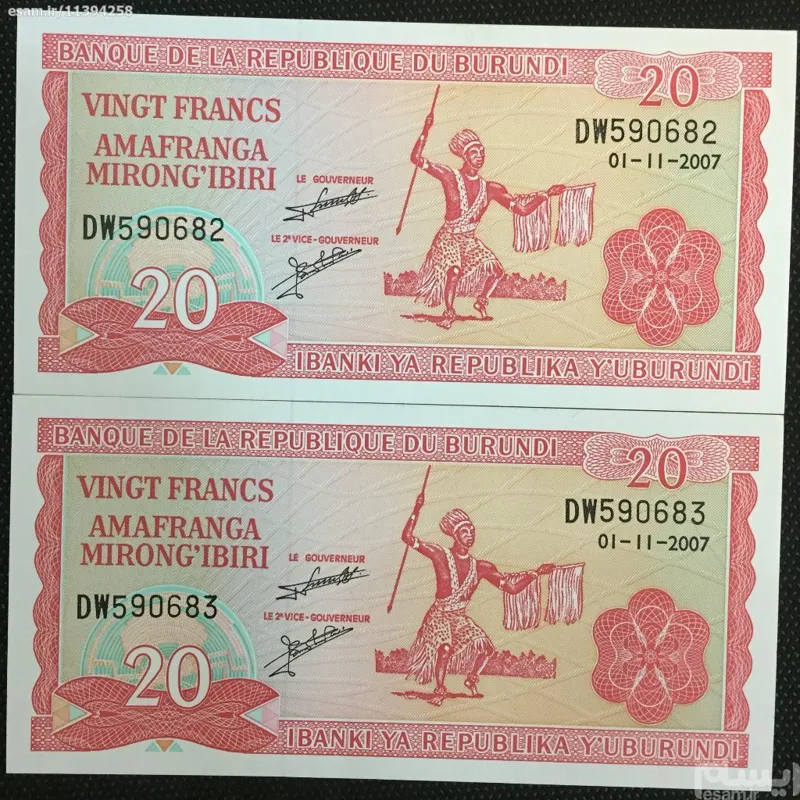 esam.ir/11394258
BANQUE DE LA REPUBLIQUE DU BURUNDI
20
VINGT FRANCS
AMAFRANGA
MIRONG'IBIRI
DW590682
01-11-2007
LE GOUVERNEUR
DW590682
LE 2e VICE-GOUVERNEUR
20
IBANKI YA REPUBLIKA Y'UBURUNDI
BANQUE DE LA REPUBLIQUE DU BURUNDI
20
VINGT FRANCS
AMAFRANGA
MIRONG'IBIRI
DW590683
01-11-2007
LE GOUVERNEUR
DW590683
LE 2e VICE-GOUVERNEUR
20
IBANKI YA REPUBLIKA Y'UBURUNDI
esam.ir